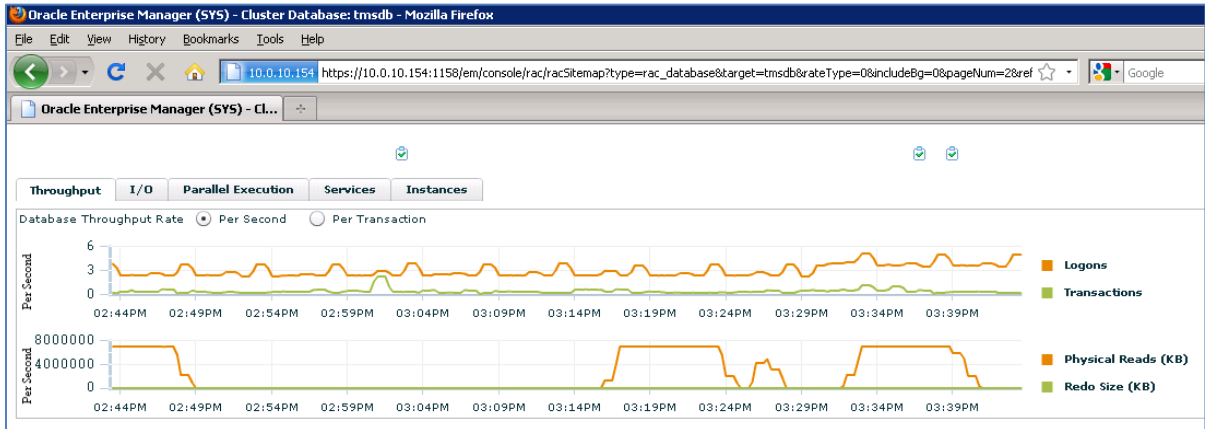 Oracle Enterprise Manager (SYS) - Cluster Database: tmsdb - Mozilla Firefox
File Edit View History Bookmarks Tools Help
10.0.10.154 https://10.0.10.154:1158/em/console/rac/racSitemap?type=rac_database&target=tmsdb&rateType=0&includeBg=0&pageNum=2&ref Google
Oracle Enterprise Manager (SYS) - Cl...
Throughput I/O Parallel Execution Services Instances
Database Throughput Rate Per Second Per Transaction
Per Second
6
3
0
Logons
Transactions
02:44PM 02:49PM 02:54PM 02:59PM 03:04PM 03:09PM 03:14PM 03:19PM 03:24PM 03:29PM 03:34PM 03:39PM
Per Second
8000000
4000000
0
Physical Reads (KB)
Redo Size (KB)
02:44PM 02:49PM 02:54PM 02:59PM 03:04PM 03:09PM 03:14PM 03:19PM 03:24PM 03:29PM 03:34PM 03:39PM